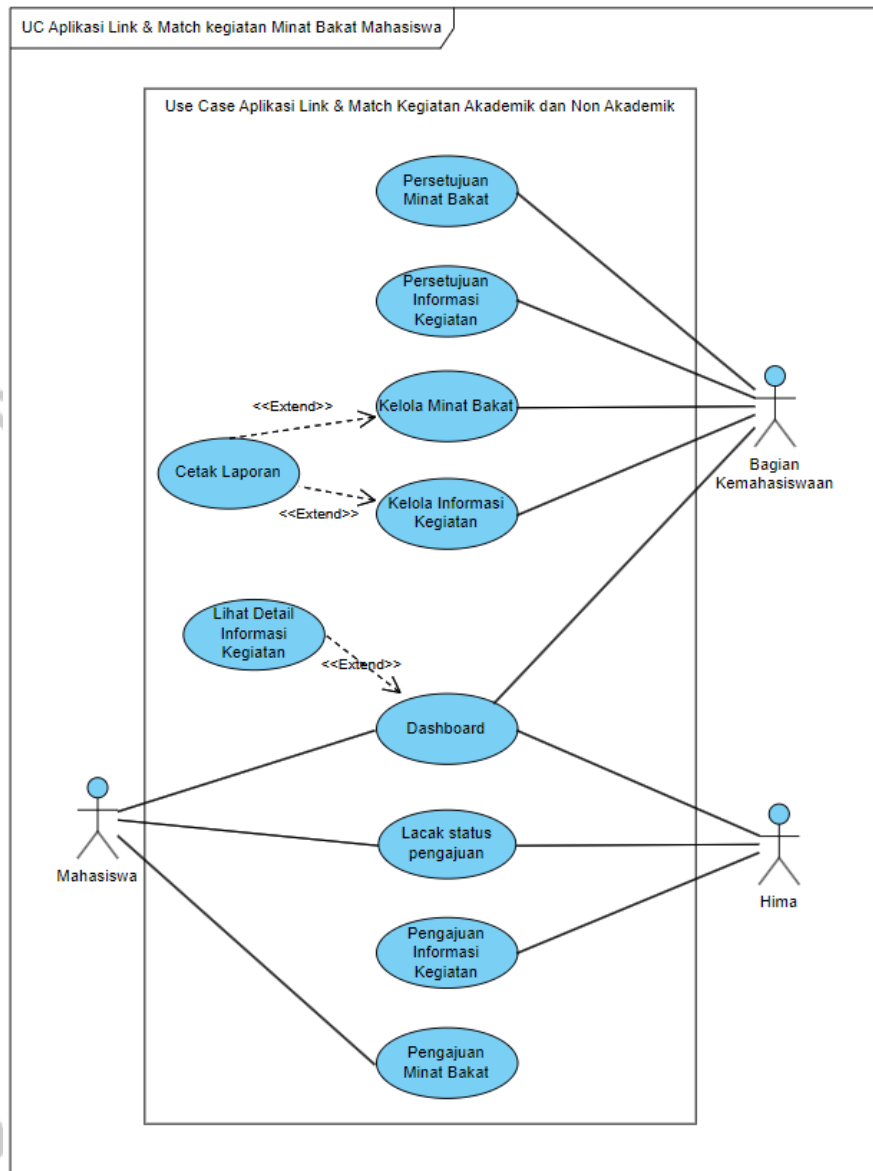 UC Aplikasi Link & Match kegiatan Minat Bakat Mahasiswa
Use Case Aplikasi Link & Match Kegiatan Akademik dan Non Akademik
Persetujuan
Minat Bakat
Persetujuan
Informasi
Kegiatan
<<Extend>>
Kelola Minat Bakat
Bagian
Kemahasiswaan
Cetak Laporan
<<Extend>>
Kelola Informasi
Kegiatan
Lihat Detail
Informasi
Kegiatan
<<Extend>>
Dashboard
Mahasiswa
Lacak status
pengajuan
Hima
Pengajuan
Informasi
Kegiatan
Pengajuan
Minat Bakat